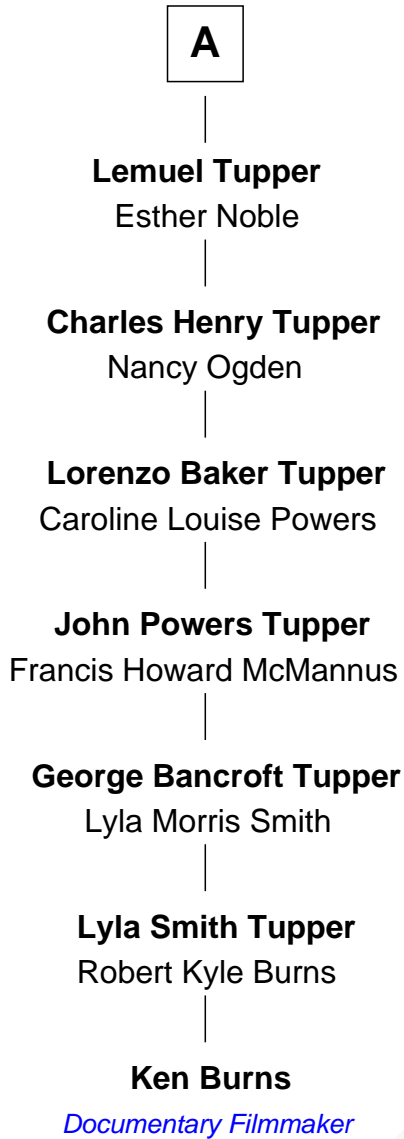 A
Lemuel Tupper
Esther Noble
Charles Henry Tupper
Nancy Ogden
Lorenzo Baker Tupper
Caroline Louise Powers
John Powers Tupper
Francis Howard McMannus
George Bancroft Tupper
Lyla Morris Smith
Lyla Smith Tupper
Robert Kyle Burns
Ken Burns
Documentary Filmmaker